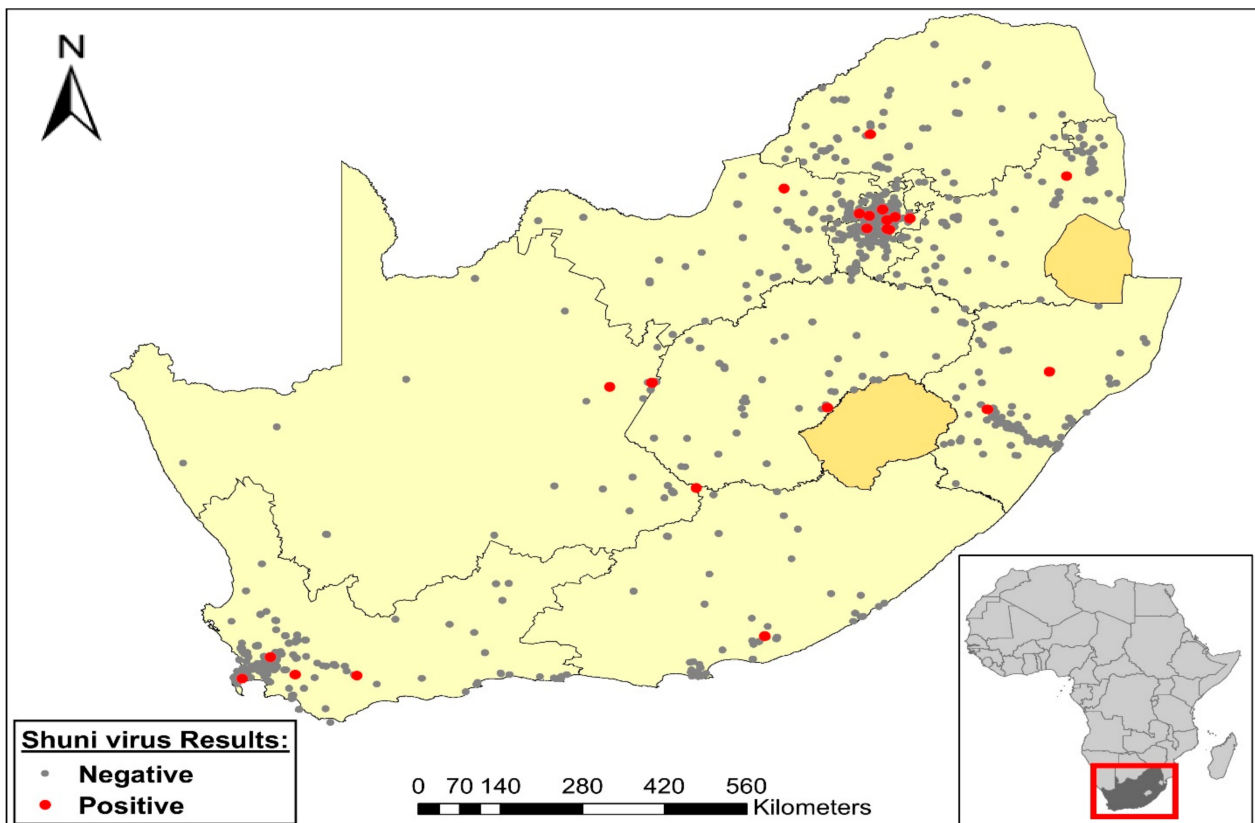 N
Shuni virus Results:
Negative
Positive
0 70 140 280 420 560
Kilometers